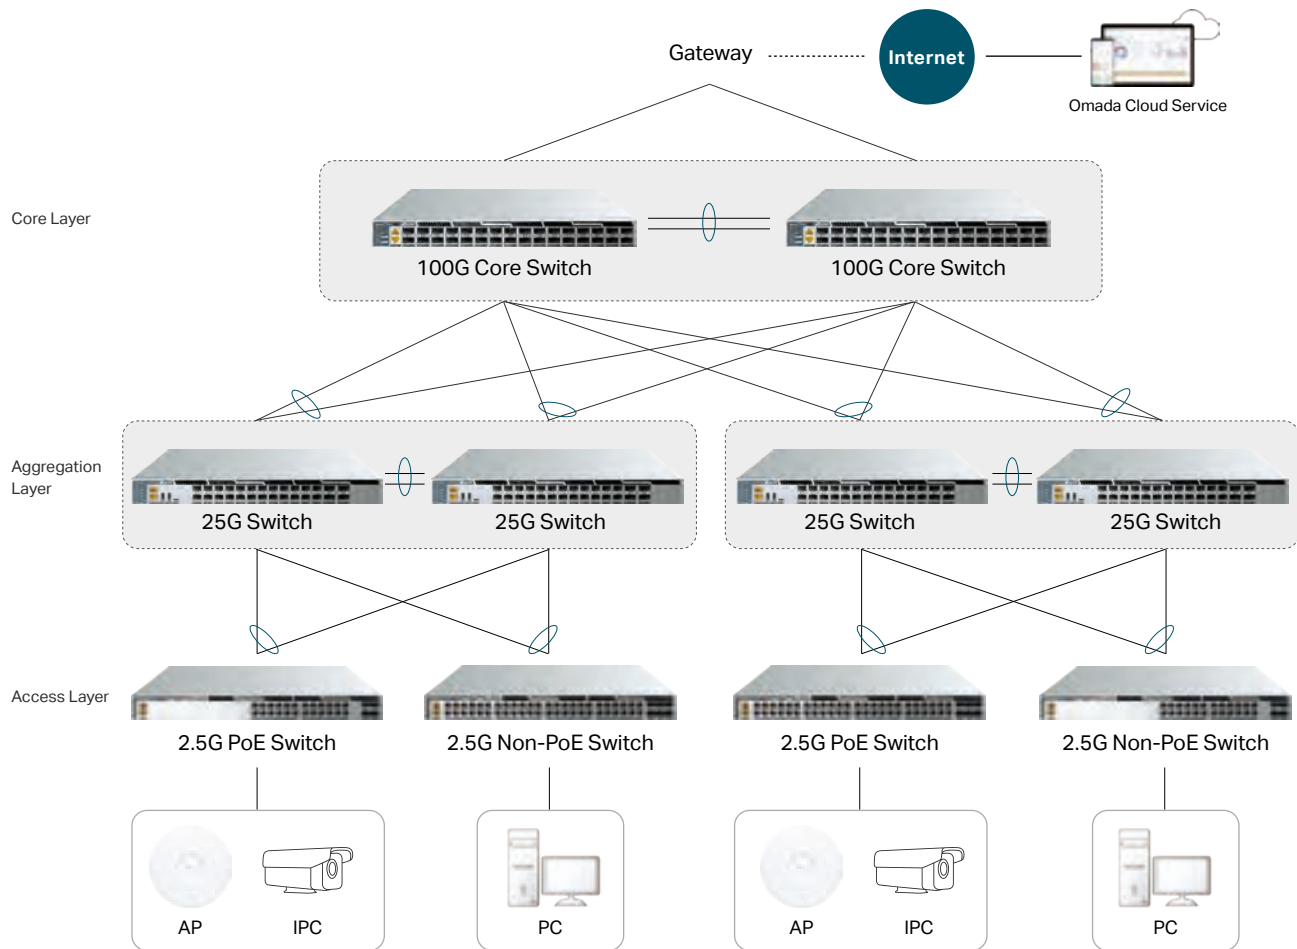 Gateway
Internet
Omada Cloud Service
Core Layer
100G Core Switch
100G Core Switch
Aggregation
Layer
25G Switch
25G Switch
25G Switch
25G Switch
Access Layer
2.5G PoE Switch
2.5G Non-PoE Switch
2.5G PoE Switch
2.5G Non-PoE Switch
AP
IPC
PC
AP
IPC
PC